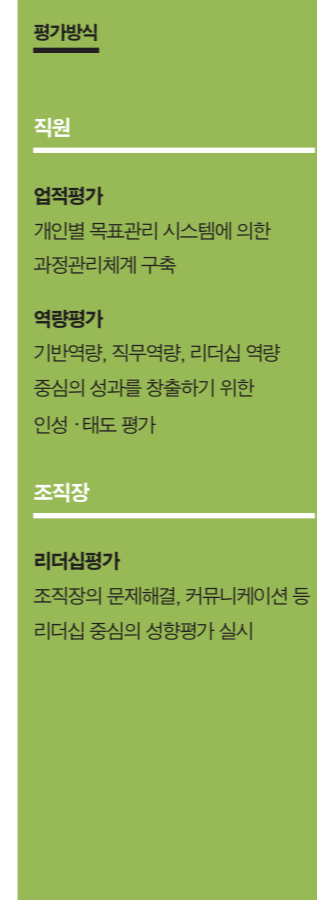 평가방식
직원
업적평가
개인별 목표관리 시스템에 의한
과정관리체계 구축
역량평가
기반역량, 직무역량, 리더십 역량
중심의 성과를 창출하기 위한
인성 · 태도 평가
조직장
리더십평가
조직장의 문제해결, 커뮤니케이션 등
리더십 중심의 성향평가 실시